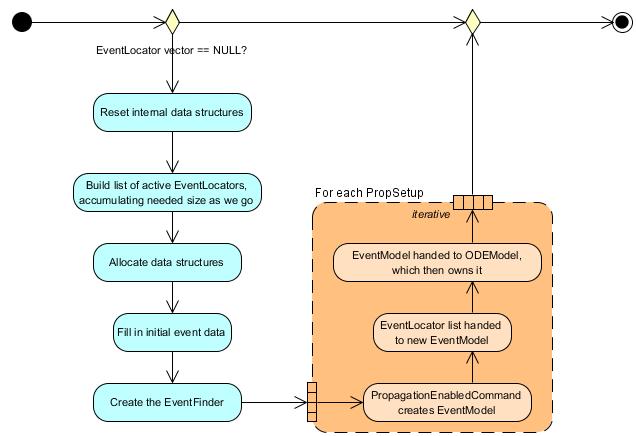 EventLocator vector == NULL?
Reset internal data structures
Build list of active EventLocators,
accumulating needed size as we go
Allocate data structures
Fill in initial event data
Create the EventFinder
For each PropSetup
iterative
EventModel handed to ODEModel,
which then owns it
EventLocator list handed
to new EventModel
PropagationEnabledCommand
creates EventModel